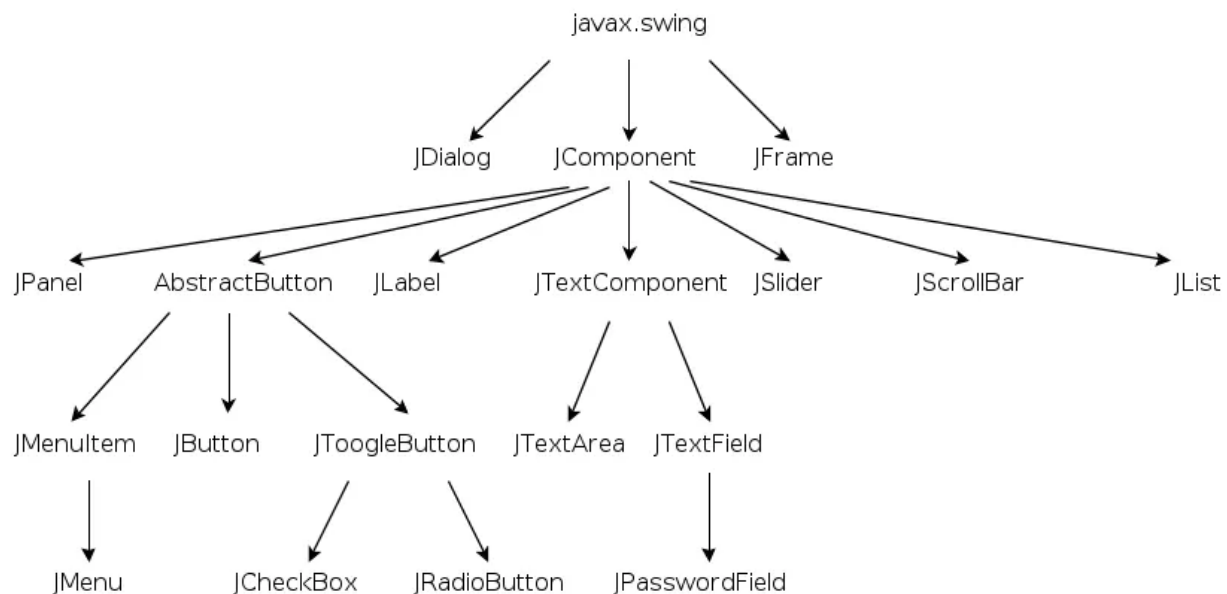 javax.swing
JDialog JComponent JFrame
JPanel AbstractButton JLabel JTextComponent JSlider JScrollBar JList
JMenuItem JButton JToogleButton JTextArea JTextField
JMenu JCheckBox JRadioButton JPasswordField